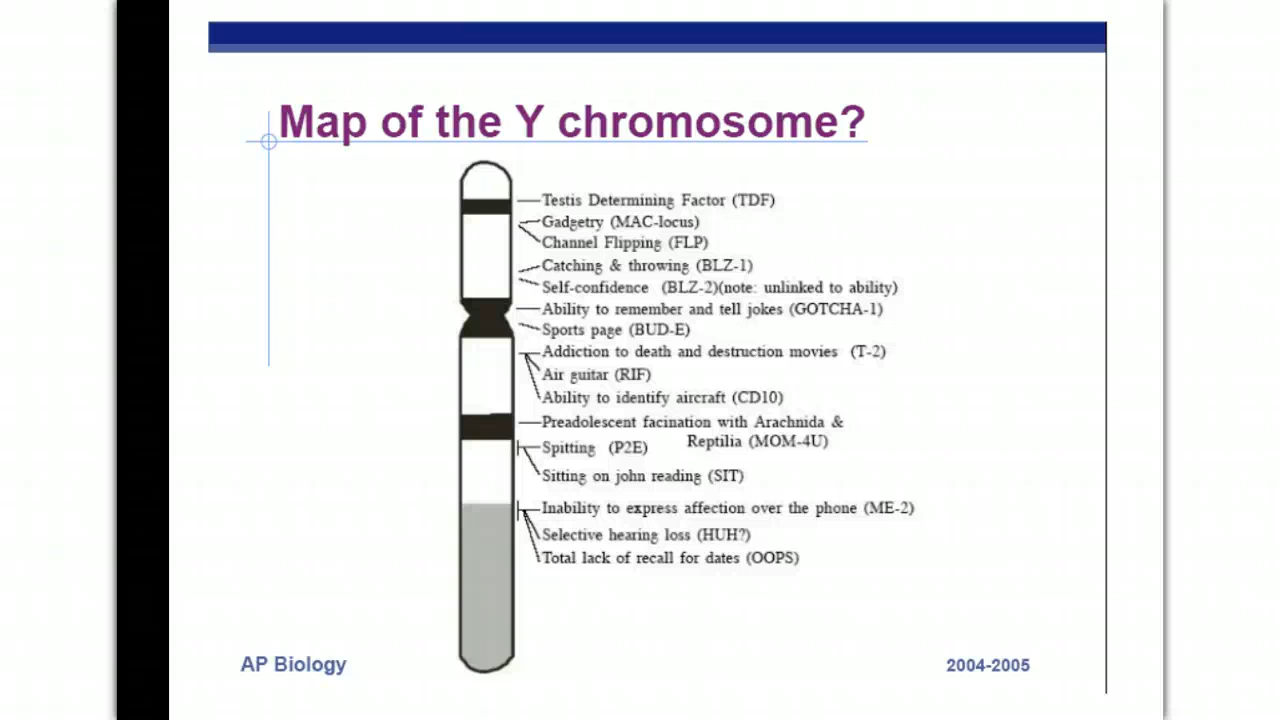 Map of the Y chromosome?
Testis Determining Factor (TDF)
Gadgetry (MAC-locus)
Channel Flipping (FLP)
Catching & throwing (BLZ-1)
Self-confidence (BLZ-2)(note: unlinked to ability)
Ability to remember and tell jokes (GOTCHA-1)
Sports page (BUD-E)
Addiction to death and destruction movies (T-2)
Air guitar (RIF)
Ability to identify aircraft (CD10)
Preadolescent facination with Arachnida &
Reptilia (MOM-4U)
Spitting (P2E)
Sitting on john reading (SIT)
Inability to express affection over the phone (ME-2)
Selective hearing loss (HUH?)
Total lack of recall for dates (OOPS)
AP Biology
2004-2005